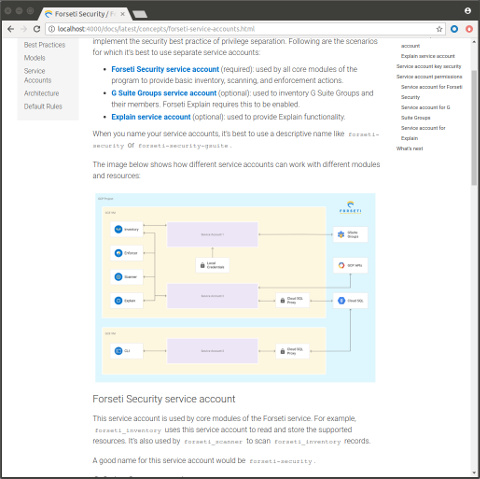 Forseti Security / Fors
localhost:4000/docs/latest/concepts/forseti-service-accounts.html
Best Practices
Models
Service
Accounts
Architecture
Default Rules
implement the security best practice of privilege separation. Following are the scenarios
for which it's best to use separate service accounts:
Forseti Security service account (required): used by all core modules of the
program to provide basic inventory, scanning, and enforcement actions.
G Suite Groups service account (optional): used to inventory G Suite Groups and
their members. Forseti Explain requires this to be enabled.
Explain service account (optional): used to provide Explain functionality.
When you name your service accounts, it's best to use a descriptive name like forseti-
security or forseti-security-gsuite.
The image below shows how different service accounts can work with different modules
and resources:
FORSETI
Inventory
Enforcer
Scanner
Explain
CLI
Service Account 1
Local
Credentials
Cloud SQL
Proxy
Cloud SQL
Proxy
Groups
GCP APIs
Cloud SQL
Forseti Security service account
This service account is used by core modules of the Forseti service. For example,
forseti_inventory uses this service account to read and store the supported
resources. It's also used by forseti_scanner to scan forseti_inventory records.
A good name for this service account would be forseti-security.
account
Explain service account
Service account key security
Service account permissions
Service account for Forseti
Security
Service account for G
Suite Groups
Service account for
Explain
What's next